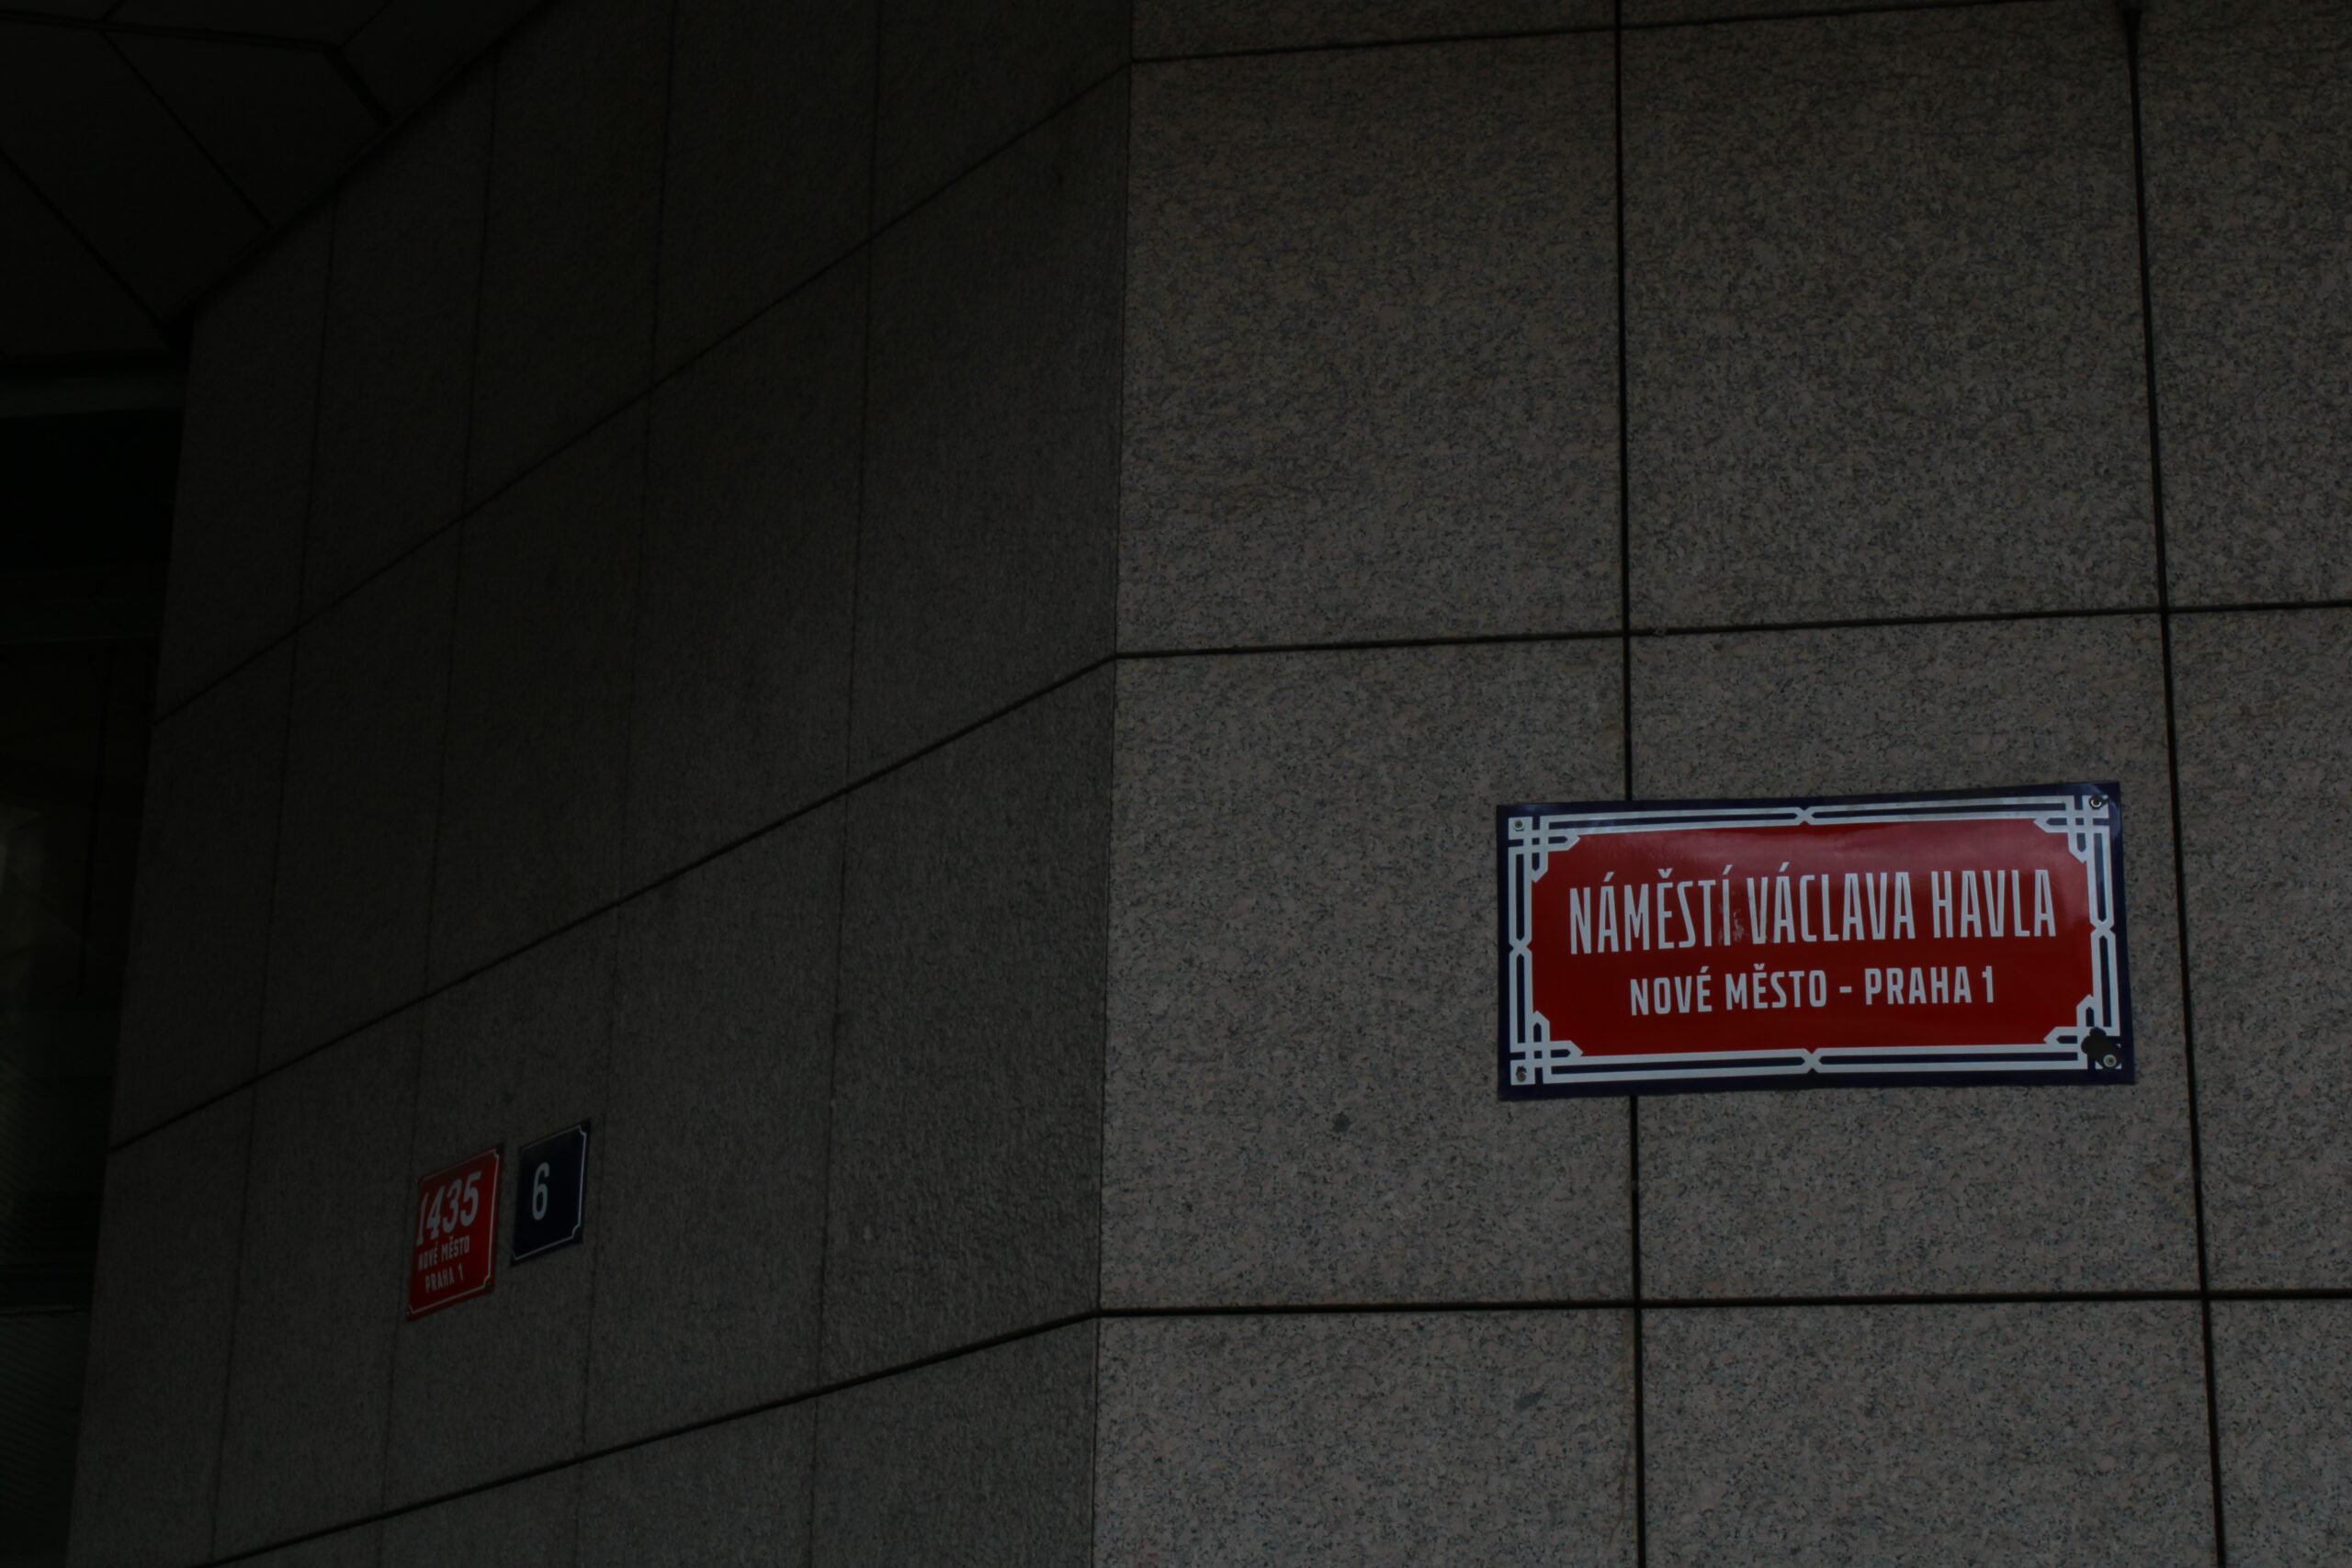 NÁMĚSTÍ VÁCLAVA HAVLA
NOVÉ MĚSTO - PRAHA 1
1435
NOVÉ MĚSTO
PRAHA 1
6